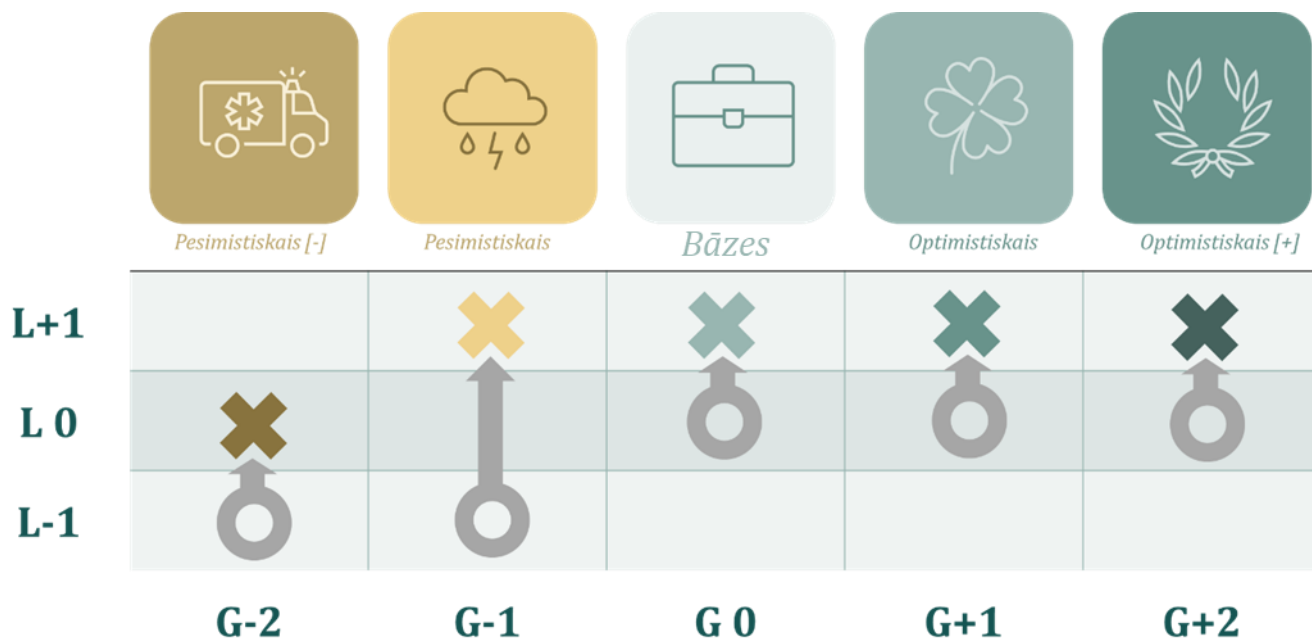 Pesimistiskais [-]
Pesimistiskais
Bāzes
Optimistiskais
Optimistiskais [+]
L+1
L 0
L-1
G-2
G-1
G 0
G+1
G+2